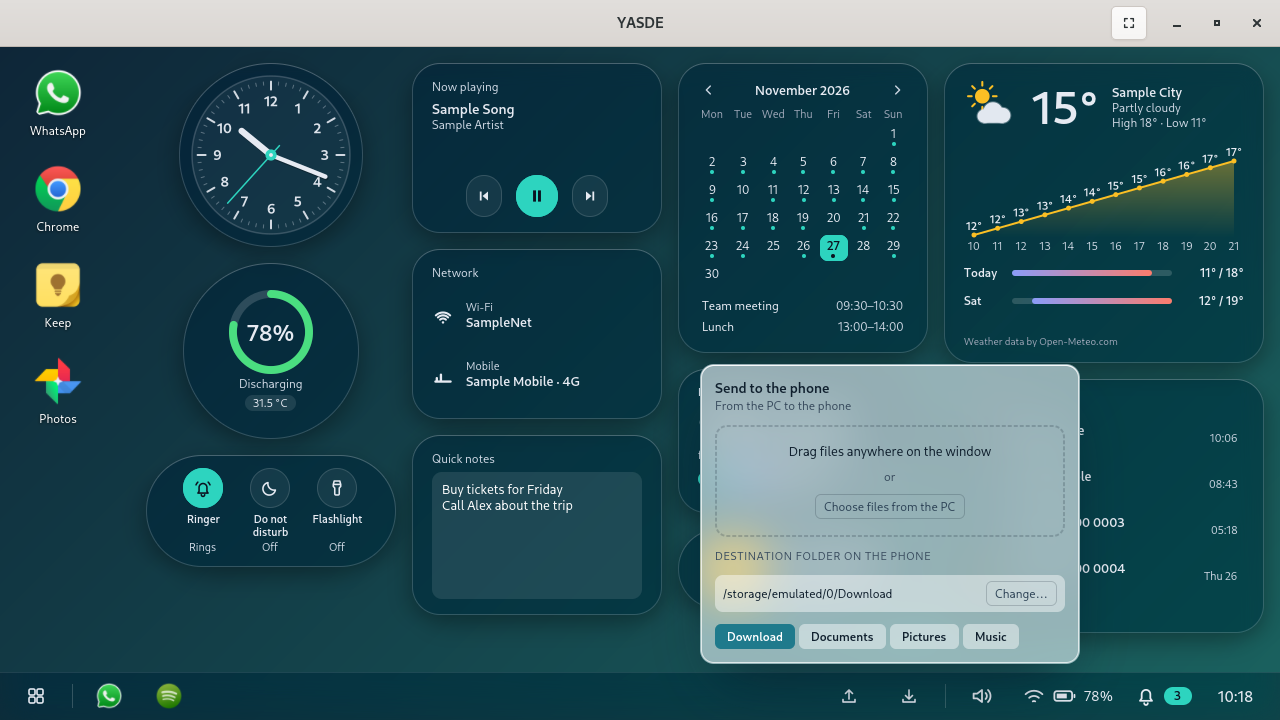 YASDE
WhatsApp
Chrome
Keep
Photos
12
1
2
3
4
5
6
7
8
9
10
11
78%
Discharging
31.5 °C
Ringer
Rings
Do not
disturb
Off
Flashlight
Off
Now playing
Sample Song
Sample Artist
Network
Wi-Fi
SampleNet
Mobile
Sample Mobile · 4G
Quick notes
Buy tickets for Friday
Call Alex about the trip
November 2026
Mon Tue Wed Thu Fri Sat Sun
1
2 3 4 5 6 7 8
9 10 11 12 13 14 15
16 17 18 19 20 21 22
23 24 25 26 27 28 29
30
Team meeting 09:30–10:30
Lunch 13:00–14:00
15°
Sample City
Partly cloudy
High 18° · Low 11°
12° 12° 13° 13° 14° 14° 15° 15° 16° 16° 17° 17°
10 11 12 13 14 15 16 17 18 19 20 21
Today 11° / 18°
Sat 12° / 19°
Weather data by Open-Meteo.com
Send to the phone
From the PC to the phone
Drag files anywhere on the window
or
Choose files from the PC
DESTINATION FOLDER ON THE PHONE
/storage/emulated/0/Download
Change…
Download Documents Pictures Music
10:06
08:43
0003
05:18
0004
Thu 26
78%
3
10:18